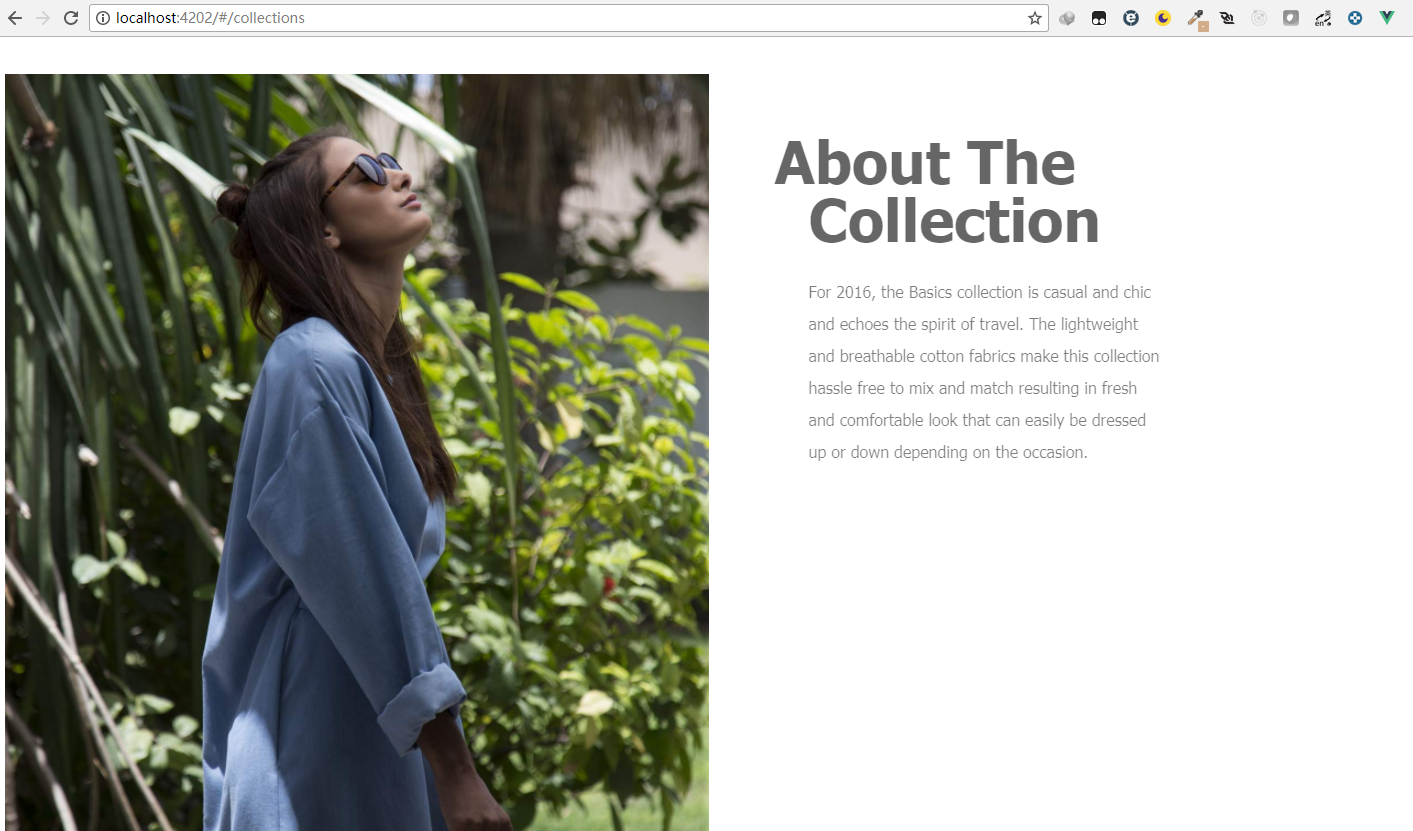 localhost:4202/#/collections
en
About The
Collection
For 2016, the Basics collection is casual and chic
and echoes the spirit of travel. The lightweight
and breathable cotton fabrics make this collection
hassle free to mix and match resulting in fresh
and comfortable look that can easily be dressed
up or down depending on the occasion.